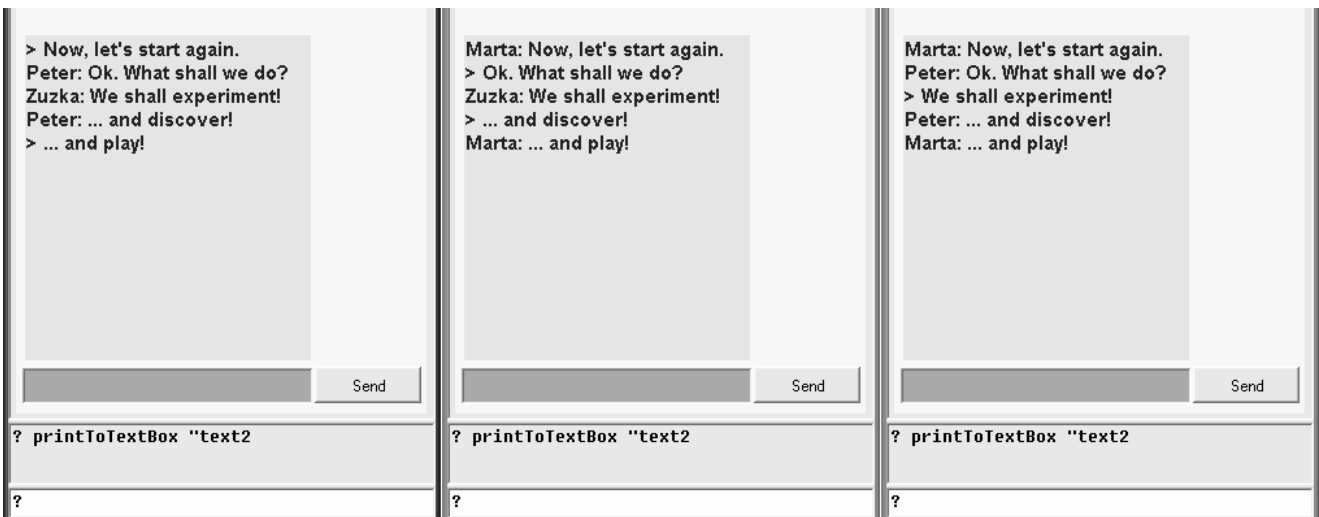 > Now, let's start again.
Peter: Ok. What shall we do?
Zuzka: We shall experiment!
Peter: ... and discover!
> ... and play!
Send
? printToTextBox "text2
?
Marta: Now, let's start again.
> Ok. What shall we do?
Zuzka: We shall experiment!
> ... and discover!
Marta: ... and play!
Send
? printToTextBox "text2
?
Marta: Now, let's start again.
Peter: Ok. What shall we do?
> We shall experiment!
Peter: ... and discover!
Marta: ... and play!
Send
? printToTextBox "text2
?